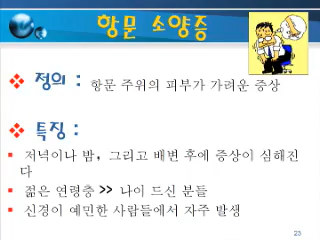 항문 소양증
❖ 정의 : 항문 주위의 피부가 가려운 증상
❖ 특징 :
▪ 저녁이나 밤, 그리고 배변 후에 증상이 심해진
다
▪ 젊은 연령층 >> 나이 드신 분들
▪ 신경이 예민한 사람들에서 자주 발생
23